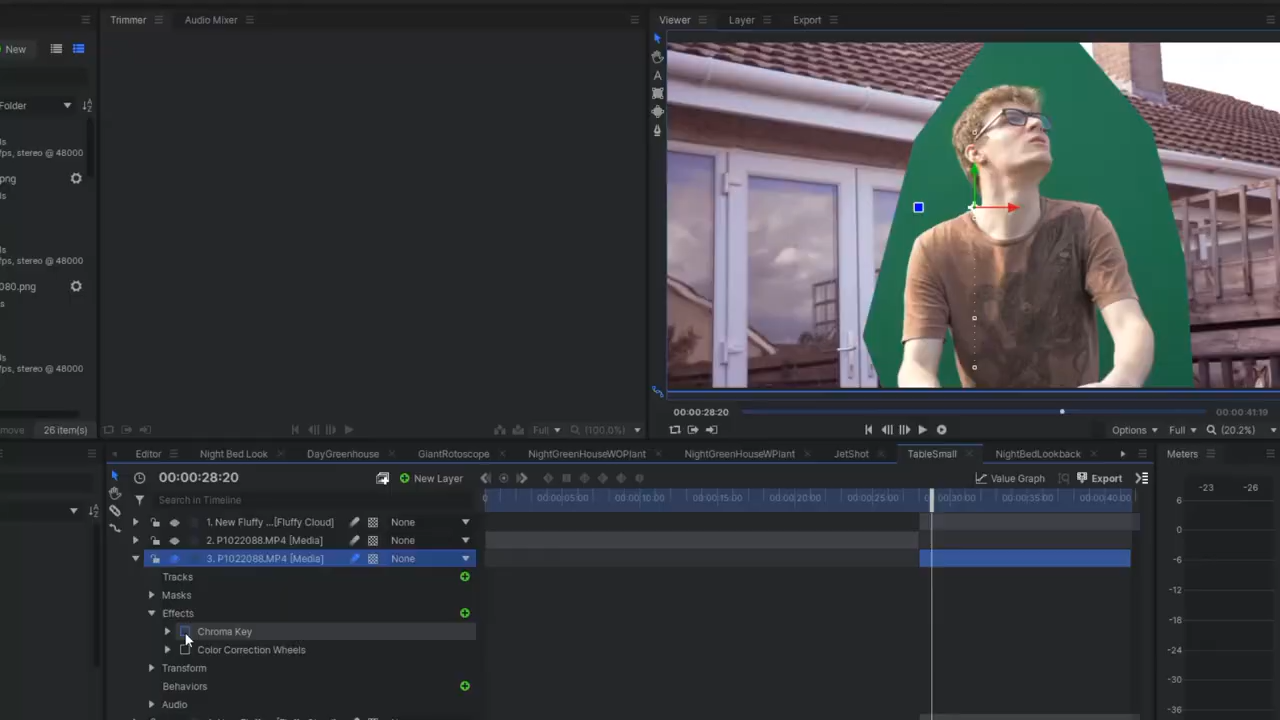 Trimmer Audio Mixer Viewer Layer Export
New
Folder
fps, stereo @ 48000
png
fps, stereo @ 48000
080.png
fps, stereo @ 48000
26 item(s)
Full (100.0%)
00:00:28:20 00:00:41:19
Options Full (20.2%)
Editor Night Bed Look DayGreenhouse GiantRotoscope NightGreenHouseWOPlant NightGreenHouseWPlant JetShot TableSmall NightBedLookback Meters
00:00:28:20 New Layer Value Graph Export
Search in Timeline
0 00:00:05:00 00:00:10:00 00:00:15:00 00:00:20:00 00:00:25:00 00:00:30:00 00:00:35:00 00:00:40:00
-23 -26
6
0
-6
-12
-18
-24
-30
-36
1. New Fluffy ...[Fluffy Cloud] None
2. P1022088.MP4 [Media] None
3. P1022088.MP4 [Media] None
Tracks
Masks
Effects
Chroma Key
Color Correction Wheels
Transform
Behaviors
Audio